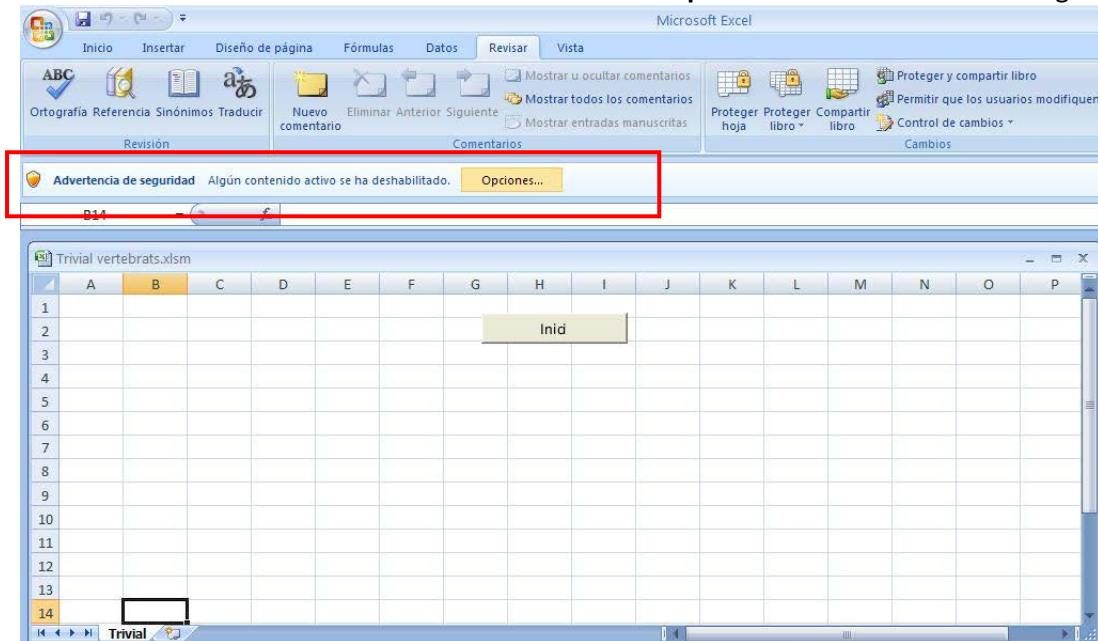 Microsoft Excel
Inicio Insertar Diseño de página Fórmulas Datos Revisar Vista
ABC
Ortografía Referencia Sinónimos Traducir
Revisión
Nuevo comentario Eliminar Anterior Siguiente
Mostrar u ocultar comentarios
Mostrar todos los comentarios
Mostrar entradas manuscritas
Comentarios
Proteger hoja Proteger libro Compartir libro
Proteger y compartir libro
Permitir que los usuarios modifiquen
Control de cambios
Cambios
Advertencia de seguridad Algún contenido activo se ha deshabilitado. Opciones...
B14
Trivial vertebrats.xlsm
A B C D E F G H I J K L M N O P
1
2 Inici
3
4
5
6
7
8
9
10
11
12
13
14
Trivial